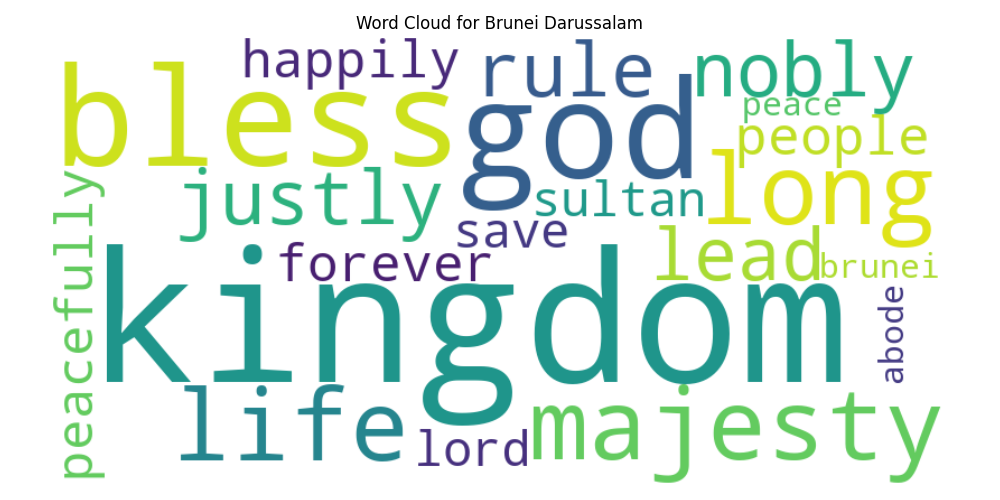 Word Cloud for Brunei Darussalam
happily
rule
nobly
bless
god
peace
people
peacefully
justly
sultan
long
save
forever
lead
brunei
kingdom
abode
life
lord
majesty